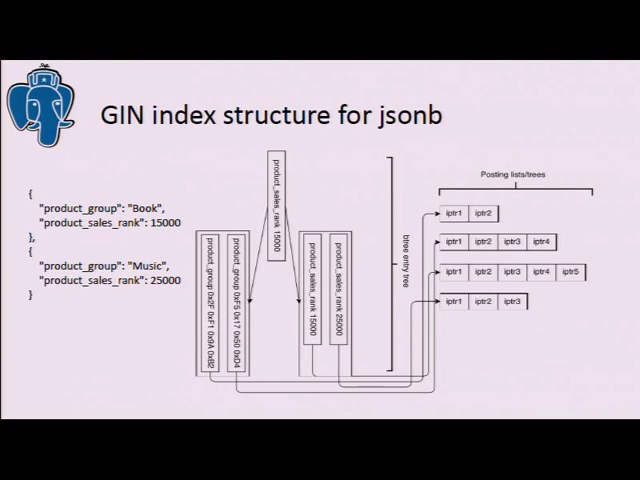 GIN index structure for jsonb
{
"product_group": "Book",
"product_sales_rank": 15000
},
{
"product_group": "Music",
"product_sales_rank": 25000
}
product_sales_rank 15000
product_group 0x2F 0xF1 0x9A 0xB2
product_group 0xF5 0x17 0x50 0xD4
product_sales_rank 15000
product_sales_rank 25000
btree entry tree
Posting lists/trees
iptr1 iptr2
iptr1 iptr2 iptr3 iptr4
iptr1 iptr2 iptr3 iptr4 iptr5
iptr1 iptr2 iptr3